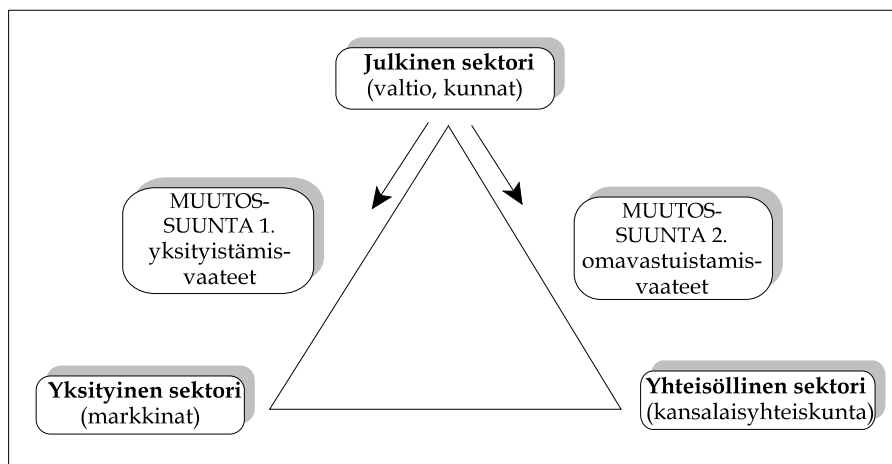 Julkinen sektori
(valtio, kunnat)
MUUTOS-
SUUNTA 1.
yksityistämis-
vaateet
MUUTOS-
SUUNTA 2.
omavastuistamis-
vaateet
Yksityinen sektori
(markkinat)
Yhteisöllinen sektori
(kansalaisyhteiskunta)